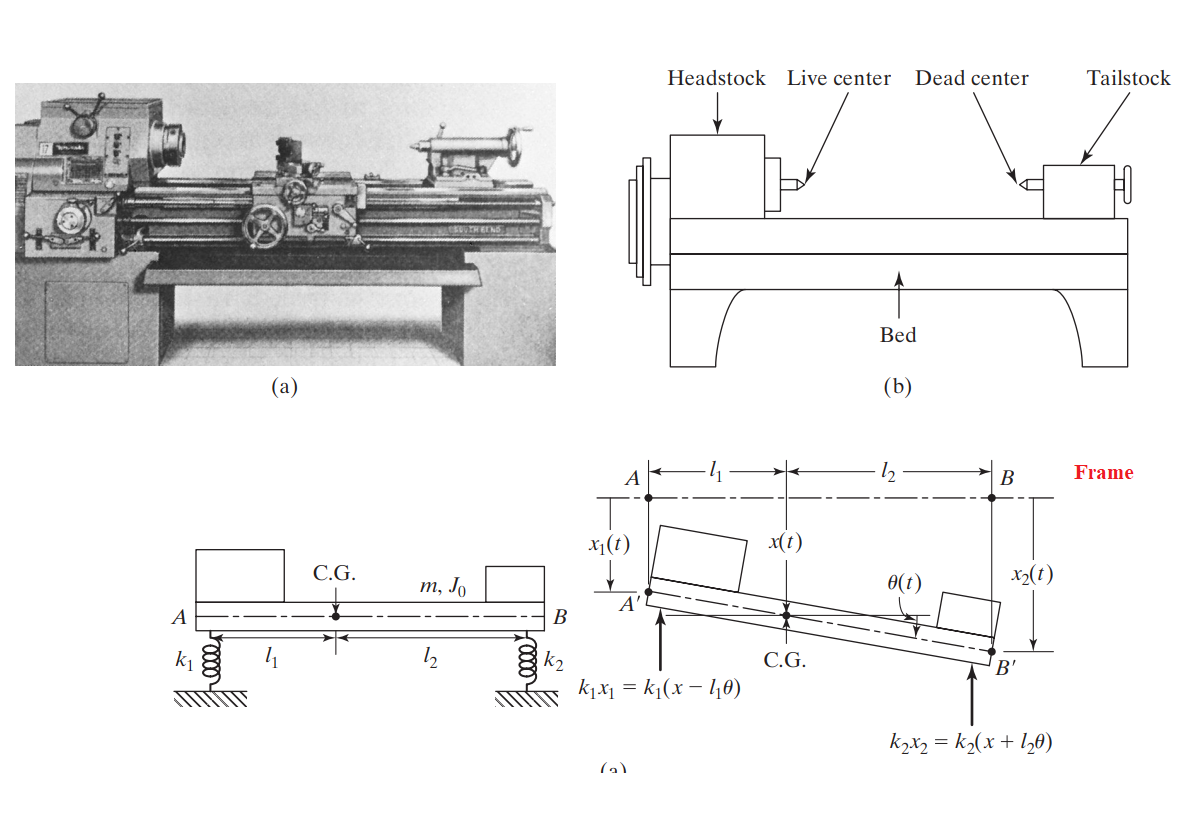 Headstock Live center Dead center Tailstock
SOUTH BEND
Bed
(a)
(b)
A l₁ l₂ B Frame
x₁(t) x(t) x₂(t)
θ(t)
A'
C.G.
B'
k₁x₁ = k₁(x − l₁θ)
k₂x₂ = k₂(x + l₂θ)
C.G.
m, J₀
A B
k₁ l₁ l₂ k₂
(a)